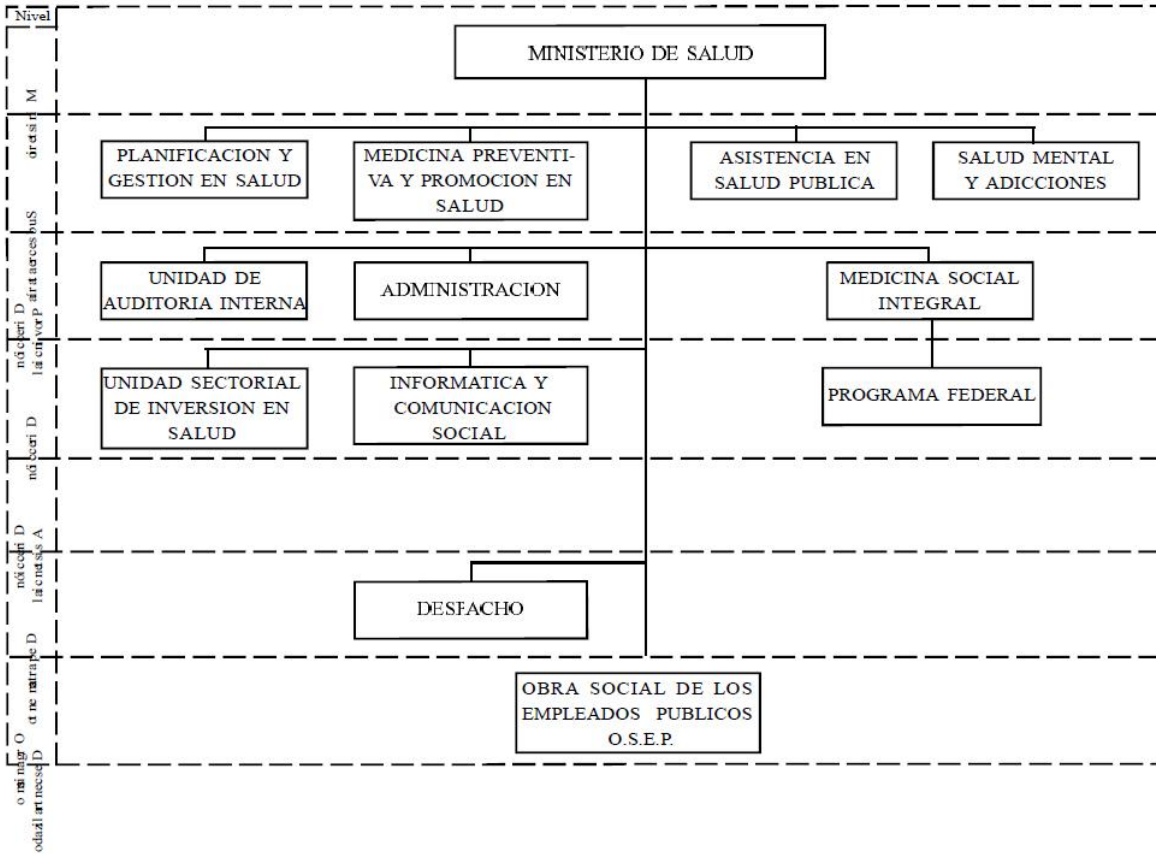 Nivel
MINISTERIO DE SALUD
PLANIFICACION Y
GESTION EN SALUD
MEDICINA PREVENTI-
VA Y PROMOCION EN
SALUD
ASISTENCIA EN
SALUD PUBLICA
SALUD MENTAL
Y ADICCIONES
UNIDAD DE
AUDITORIA INTERNA
ADMINISTRACION
MEDICINA SOCIAL
INTEGRAL
UNIDAD SECTORIAL
DE INVERSION EN
SALUD
INFORMATICA Y
COMUNICACION
SOCIAL
PROGRAMA FEDERAL
DESPACHO
OBRA SOCIAL DE LOS
EMPLEADOS PUBLICOS
O.S.E.P.